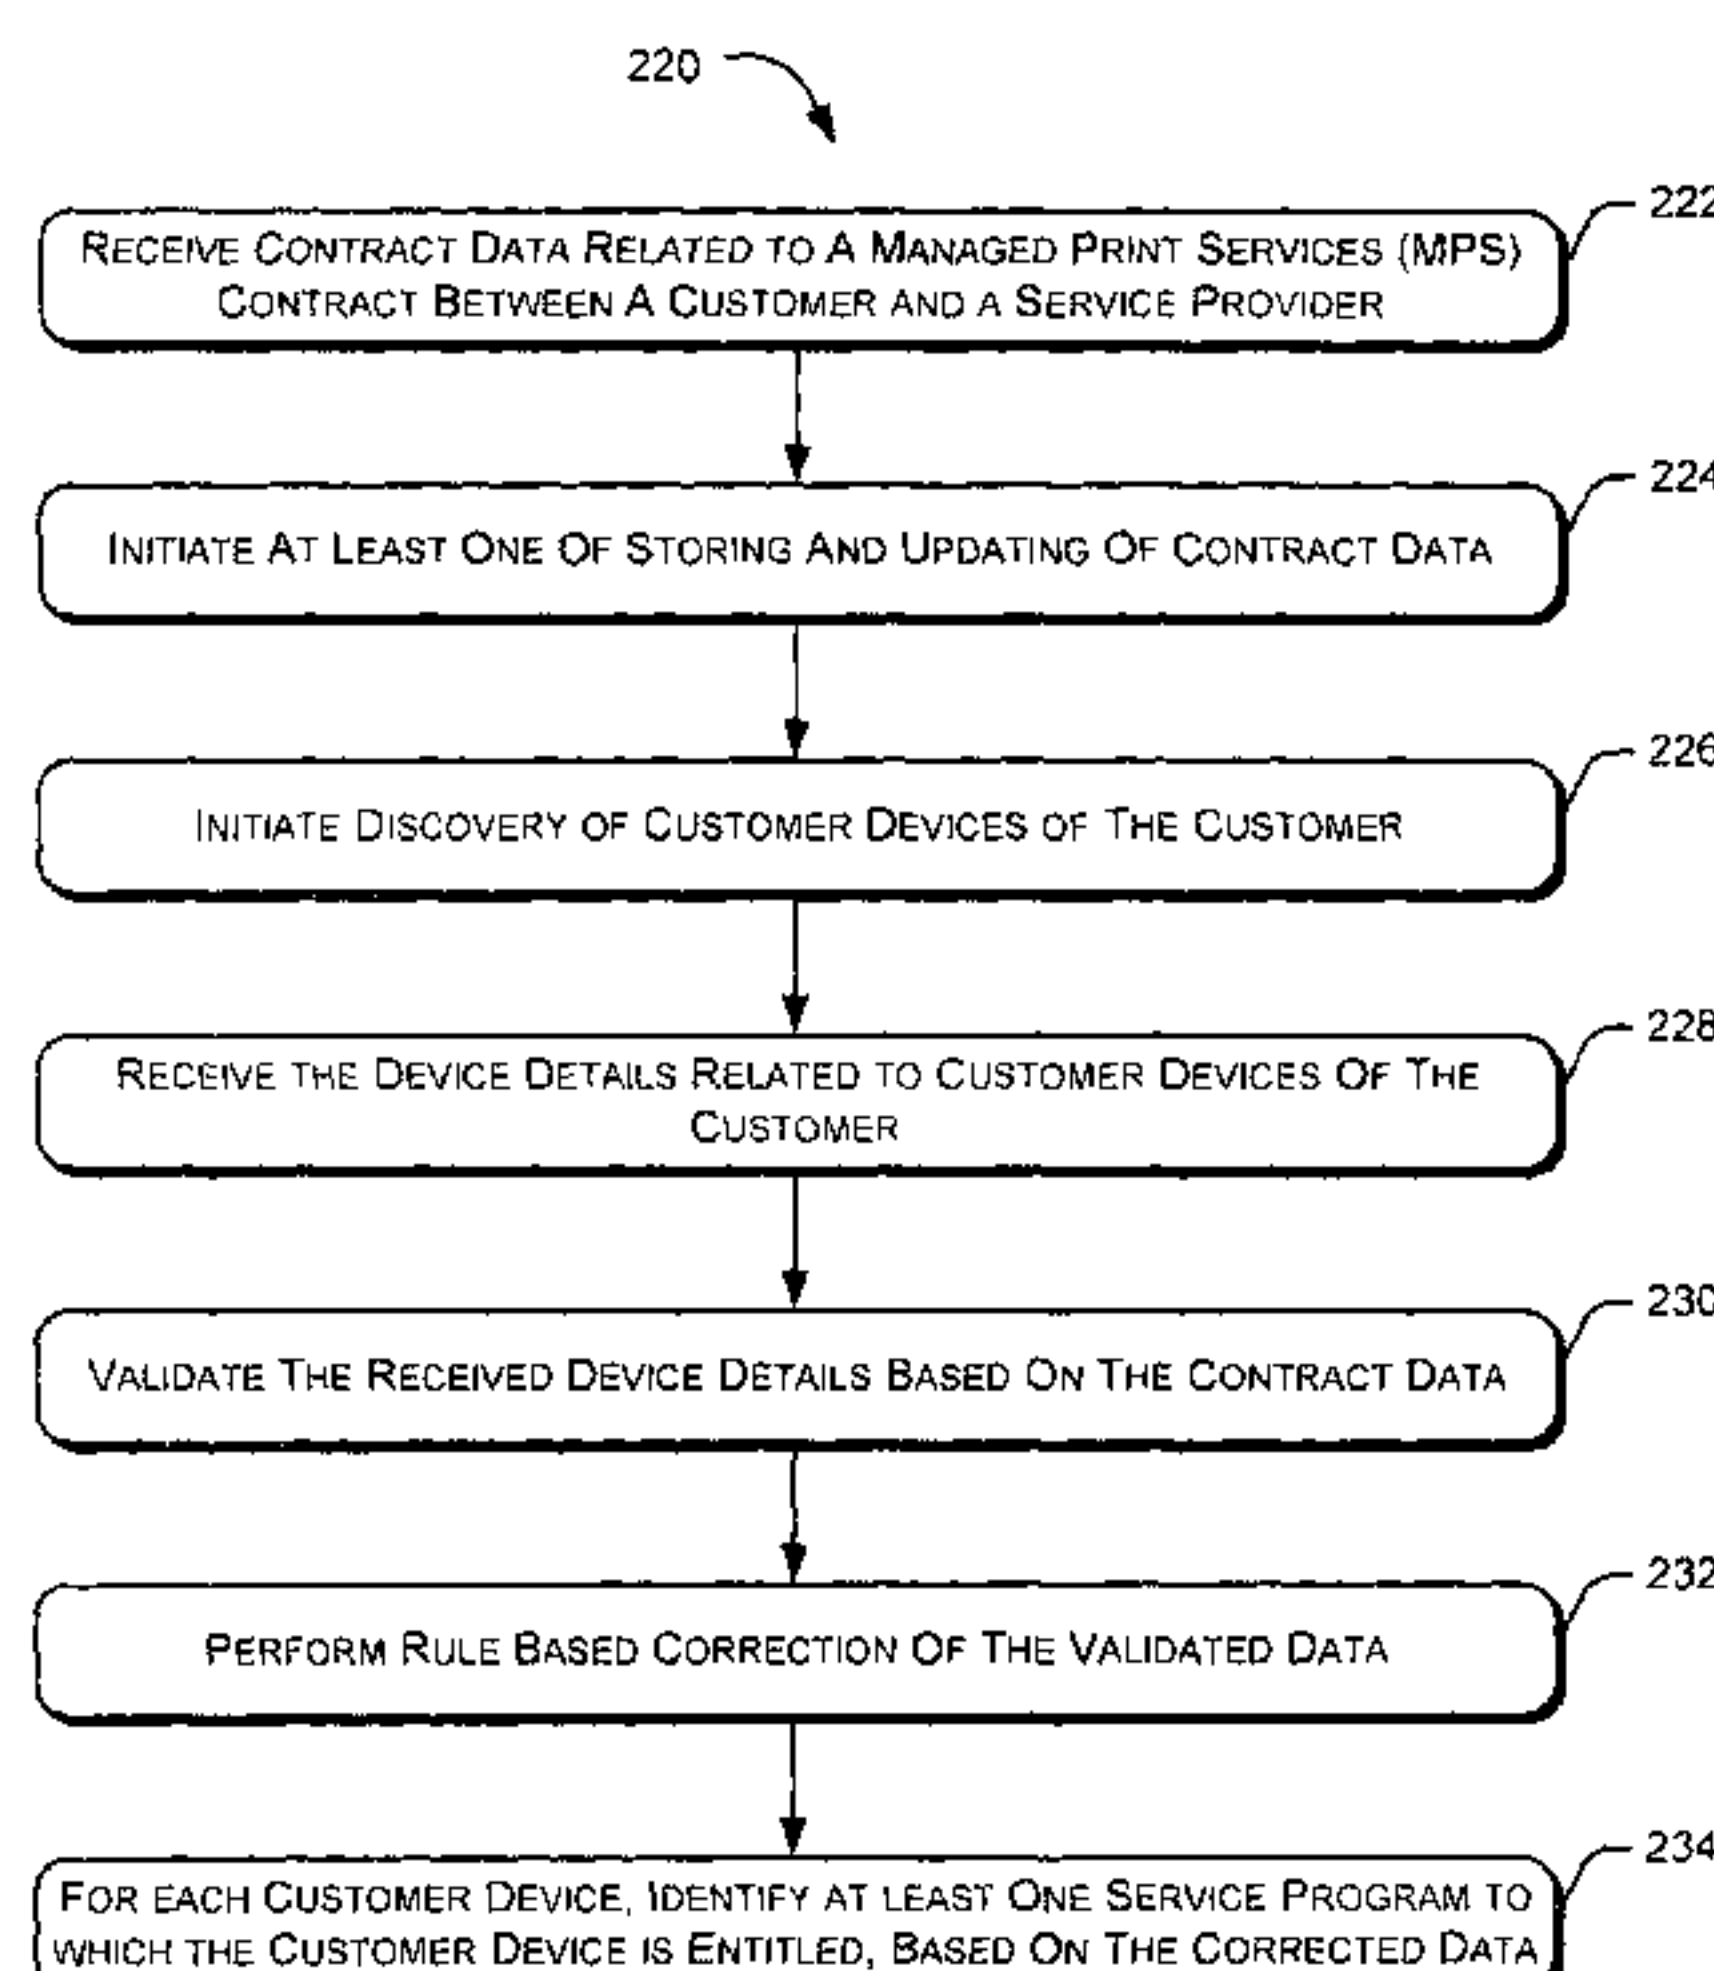 220
222
RECEIVE CONTRACT DATA RELATED TO A MANAGED PRINT SERVICES (MPS)
CONTRACT BETWEEN A CUSTOMER AND A SERVICE PROVIDER
224
INITIATE AT LEAST ONE OF STORING AND UPDATING OF CONTRACT DATA
226
INITIATE DISCOVERY OF CUSTOMER DEVICES OF THE CUSTOMER
228
RECEIVE THE DEVICE DETAILS RELATED TO CUSTOMER DEVICES OF THE
CUSTOMER
230
VALIDATE THE RECEIVED DEVICE DETAILS BASED ON THE CONTRACT DATA
232
PERFORM RULE BASED CORRECTION OF THE VALIDATED DATA
234
FOR EACH CUSTOMER DEVICE, IDENTIFY AT LEAST ONE SERVICE PROGRAM TO
WHICH THE CUSTOMER DEVICE IS ENTITLED, BASED ON THE CORRECTED DATA